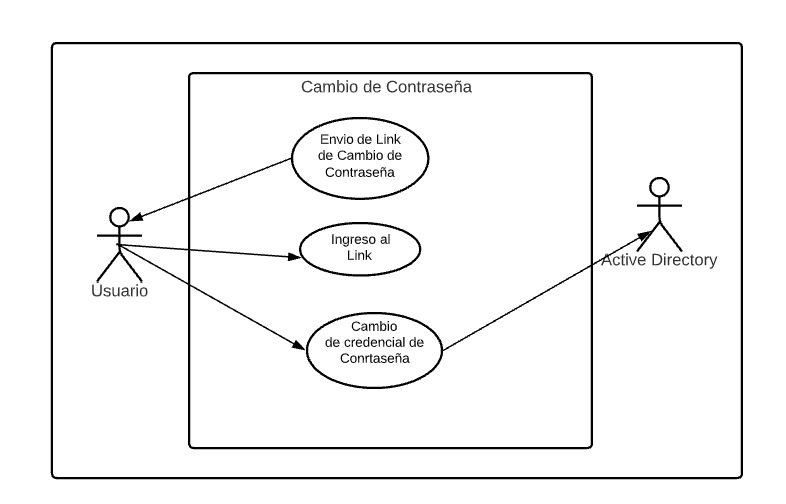 Cambio de Contraseña
Envio de Link
de Cambio de
Contraseña
Ingreso al
Link
Usuario
Active Directory
Cambio
de credencial de
Conrtaseña